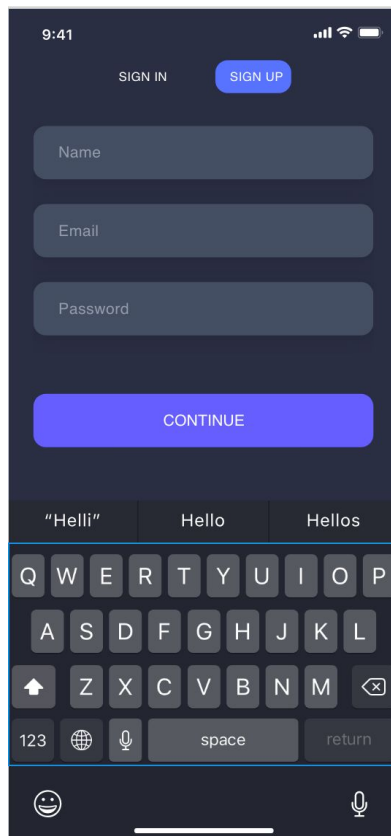 9:41
SIGN IN SIGN UP
Name
Email
Password
CONTINUE
“Helli” Hello Hellos
Q W E R T Y U I O P
A S D F G H J K L
Z X C V B N M
123 space return